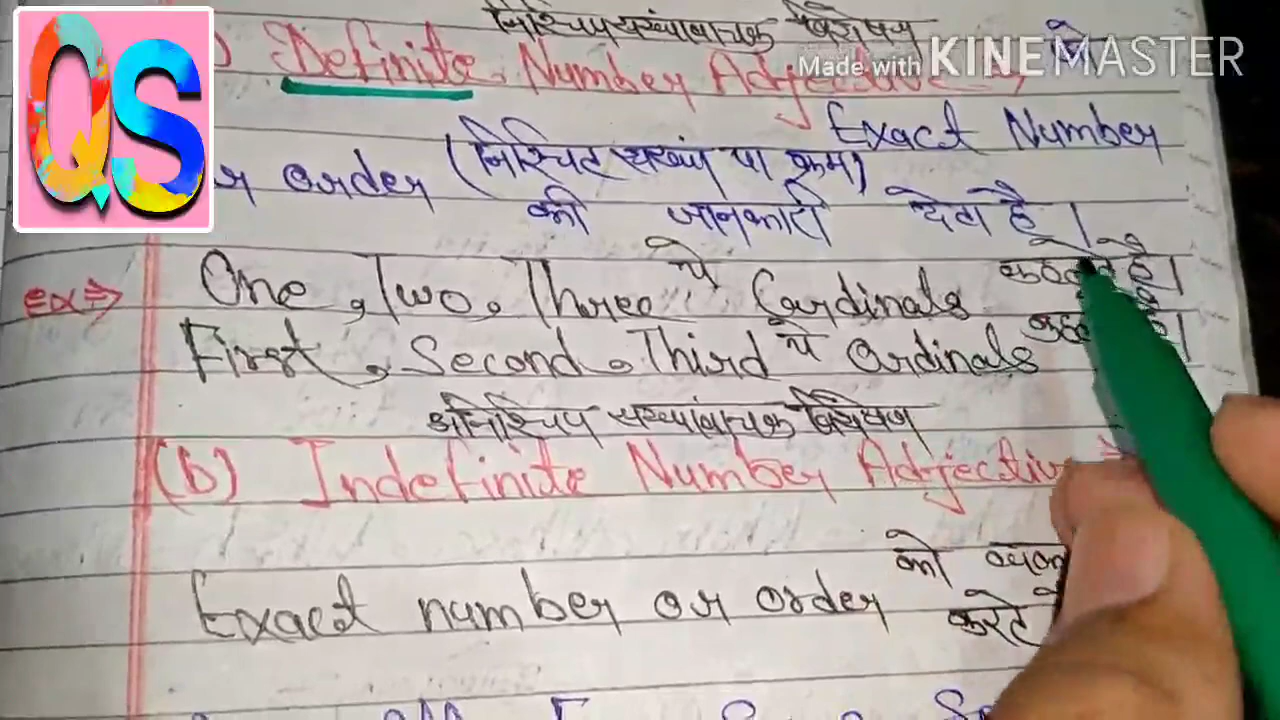 निश्चिप संख्यावाचक विशेषण
Definite Number Adjective → ये
Made with KINEMASTER
QS
Exact Number
or order (निश्चित संख्या या क्रम)
की जानकारी देता है।
ex⇒ One, Two, Three ये Cardinals कहलाते है।
First, Second, Third ये Ordinals
अनिश्चिप संख्यावाचक विशेषण
(b) Indefinite Number Adjective
Exact number or order को
करते